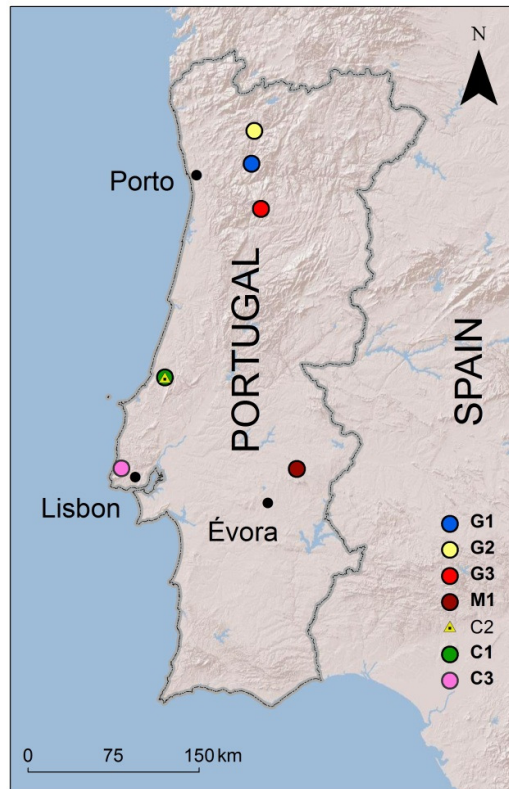 N
Porto
PORTUGAL
SPAIN
Lisbon
Évora
G1
G2
G3
M1
C2
C1
C3
0 75 150 km